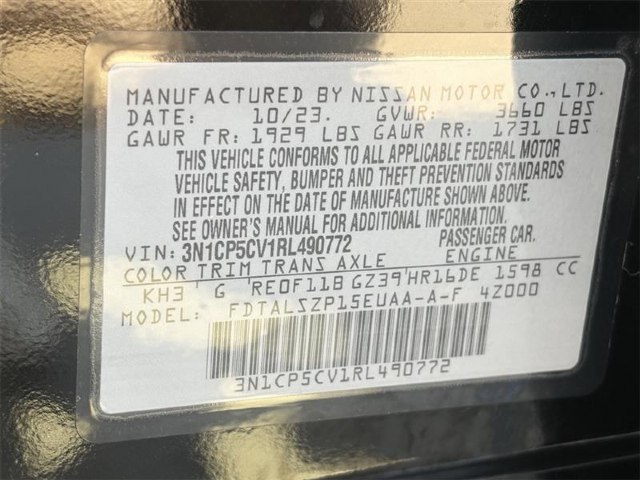 MANUFACTURED BY NISSAN MOTOR CO.,LTD.
DATE: 10/23. GVWR: 3660 LBS
GAWR FR: 1929 LBS GAWR RR: 1731 LBS
THIS VEHICLE CONFORMS TO ALL APPLICABLE FEDERAL MOTOR
VEHICLE SAFETY, BUMPER AND THEFT PREVENTION STANDARDS
IN EFFECT ON THE DATE OF MANUFACTURE SHOWN ABOVE.
SEE OWNER'S MANUAL FOR ADDITIONAL INFORMATION.
VIN: 3N1CP5CV1RL490772 PASSENGER CAR.
COLOR TRIM TRANS AXLE ENGINE
KH3 G RE0F11B GZ39 HR16DE 1598 CC
MODEL: FDTALSZP15EUAA-A-F 4Z000
3N1CP5CV1RL490772